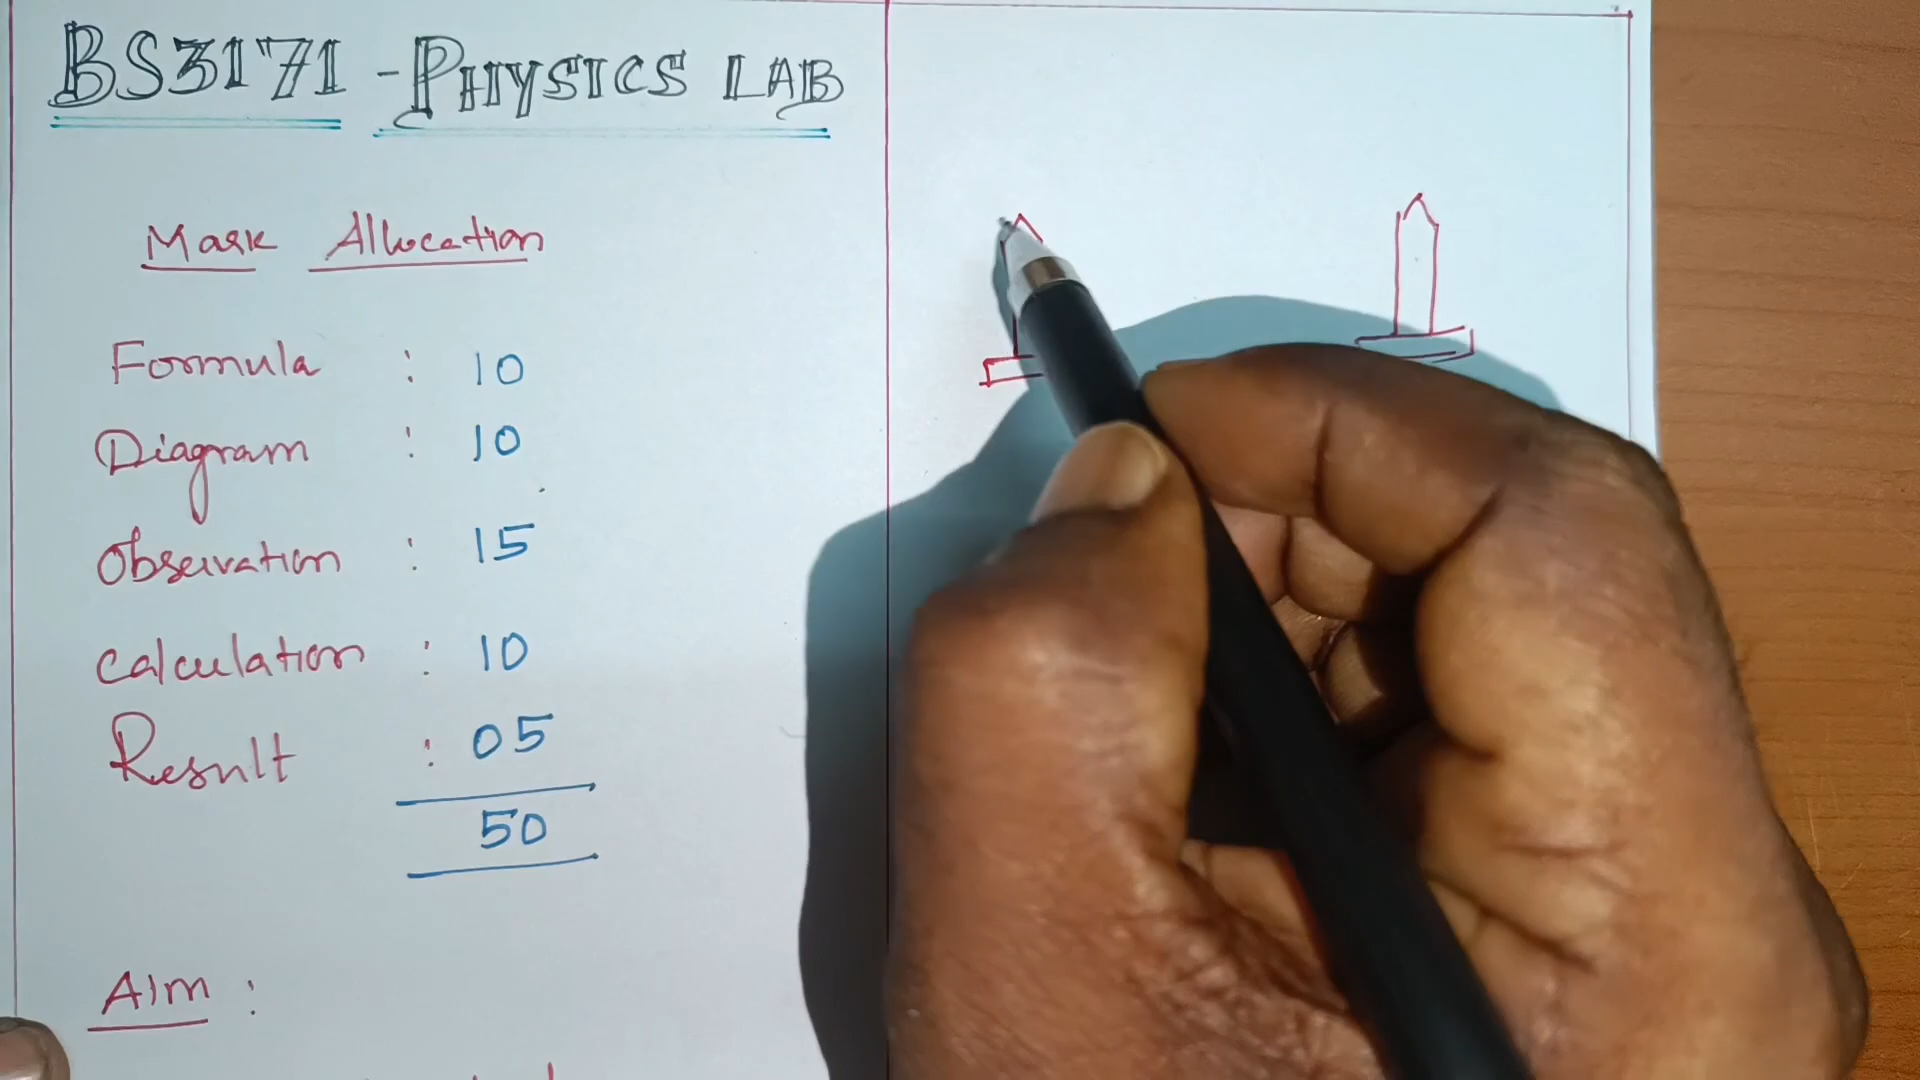 BS3171 - PHYSICS LAB
Mark Allocation
Formula : 10
Diagram : 10
Observation : 15
Calculation : 10
Result : 05
50
Aim :